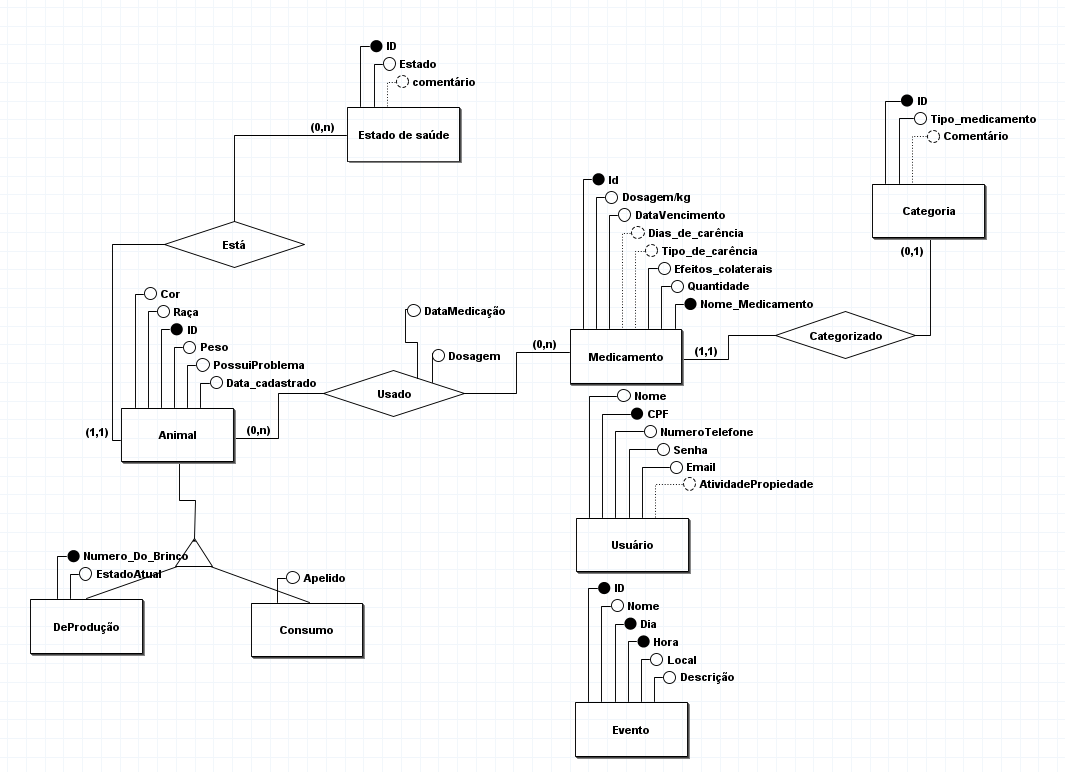 ID
Estado
comentário
Estado de saúde
(0,n)
Está
ID
Tipo_medicamento
Comentário
Categoria
(0,1)
Id
Dosagem/kg
DataVencimento
Dias_de_carência
Tipo_de_carência
Efeitos_colaterais
Quantidade
Nome_Medicamento
Medicamento
(0,n)
(1,1)
Categorizado
Cor
Raça
ID
Peso
PossuiProblema
Data_cadastrado
Animal
(1,1)
(0,n)
DataMedicação
Dosagem
Usado
Nome
CPF
NumeroTelefone
Senha
Email
AtividadePropiedade
Usuário
Numero_Do_Brinco
EstadoAtual
DeProdução
Apelido
Consumo
ID
Nome
Dia
Hora
Local
Descrição
Evento